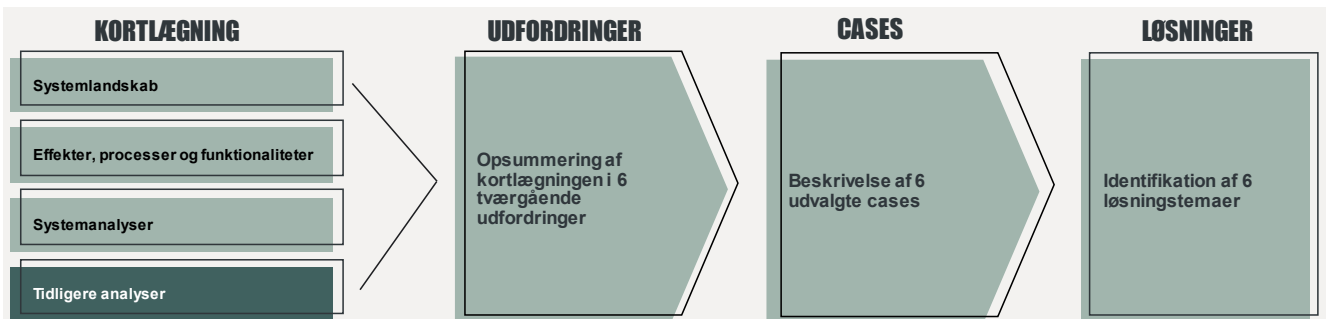 KORTLÆGNING
Systemlandskab
Effekter, processer og funktionaliteter
Systemanalyser
Tidligere analyser
UDFORDRINGER
Opsummering af
kortlægningen i 6
tværgående
udfordringer
CASES
Beskrivelse af 6
udvalgte cases
LØSNINGER
Identifikation af 6
løsningstemaer